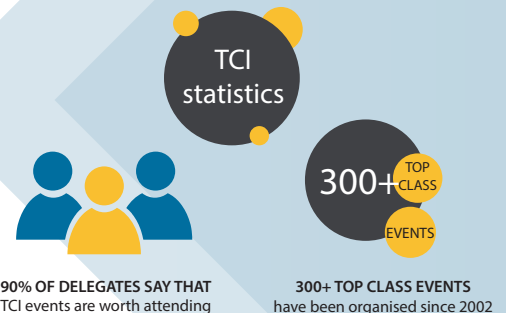 TCI
statistics
300+
TOP
CLASS
EVENTS
90% OF DELEGATES SAY THAT
TCI events are worth attending
300+ TOP CLASS EVENTS
have been organised since 2002